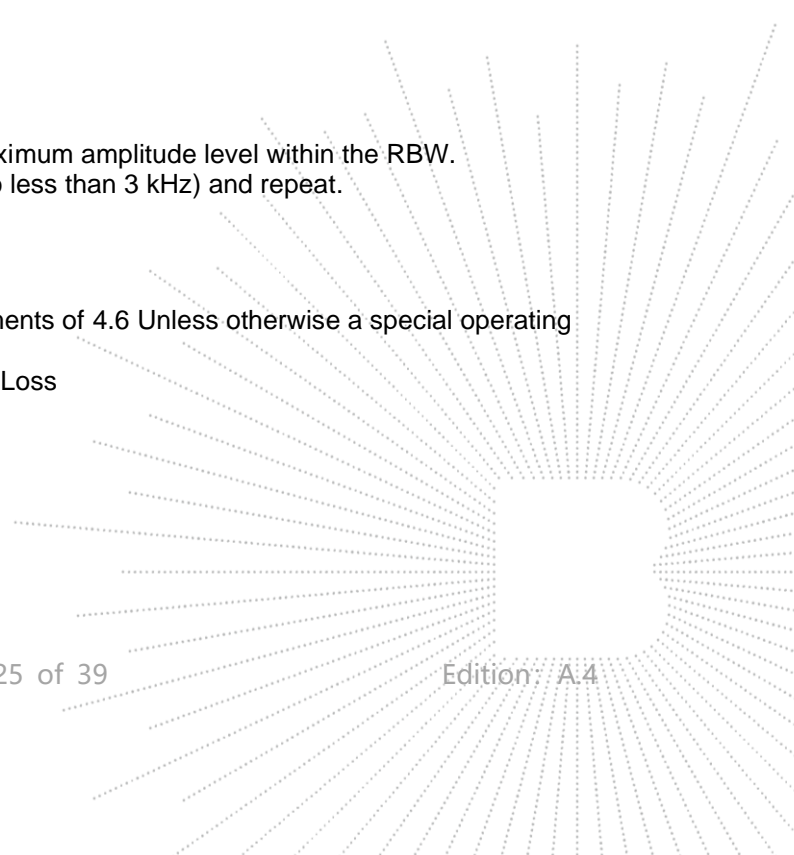 ximum amplitude level within the RBW.
less than 3 kHz) and repeat.
ents of 4.6 Unless otherwise a special operating
Loss
25 of 39 Edition: A.4